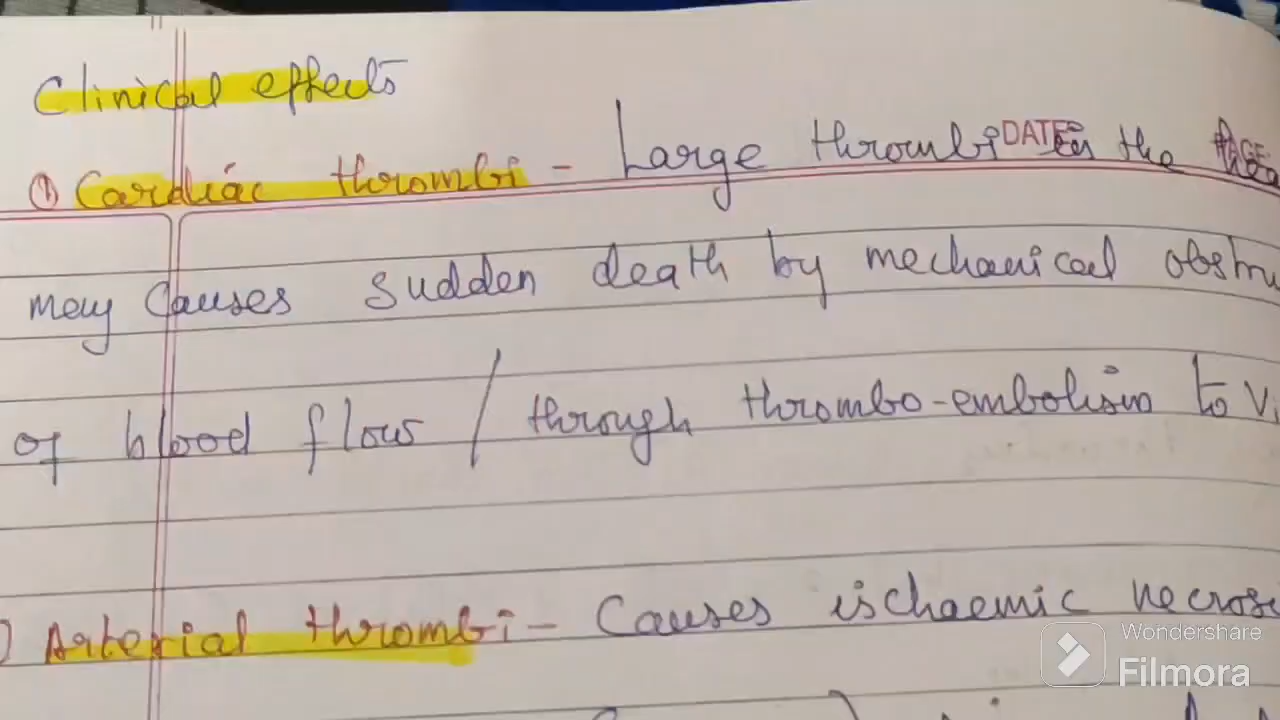 Clinical effects
① Cardiac thrombi - Large thrombi in the
DATE
may causes sudden death by mechanical obstru
of blood flow / through thrombo-embolism to
) Arterial thrombi - Causes ischaemic necros
Wondershare
Filmora